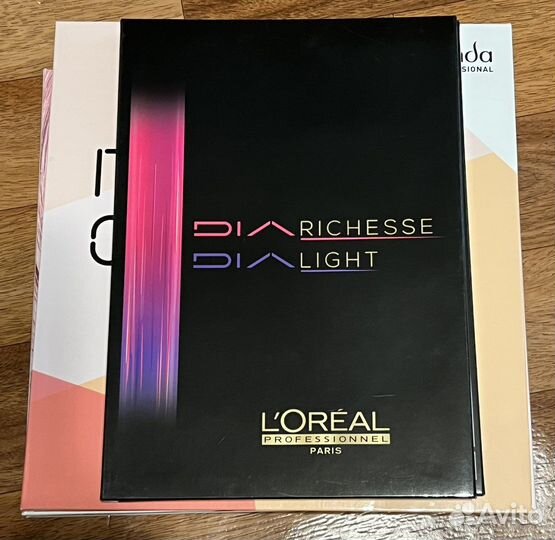 DIA RICHESSE
DIA LIGHT
L'ORÉAL
PROFESSIONNEL
PARIS
Avito